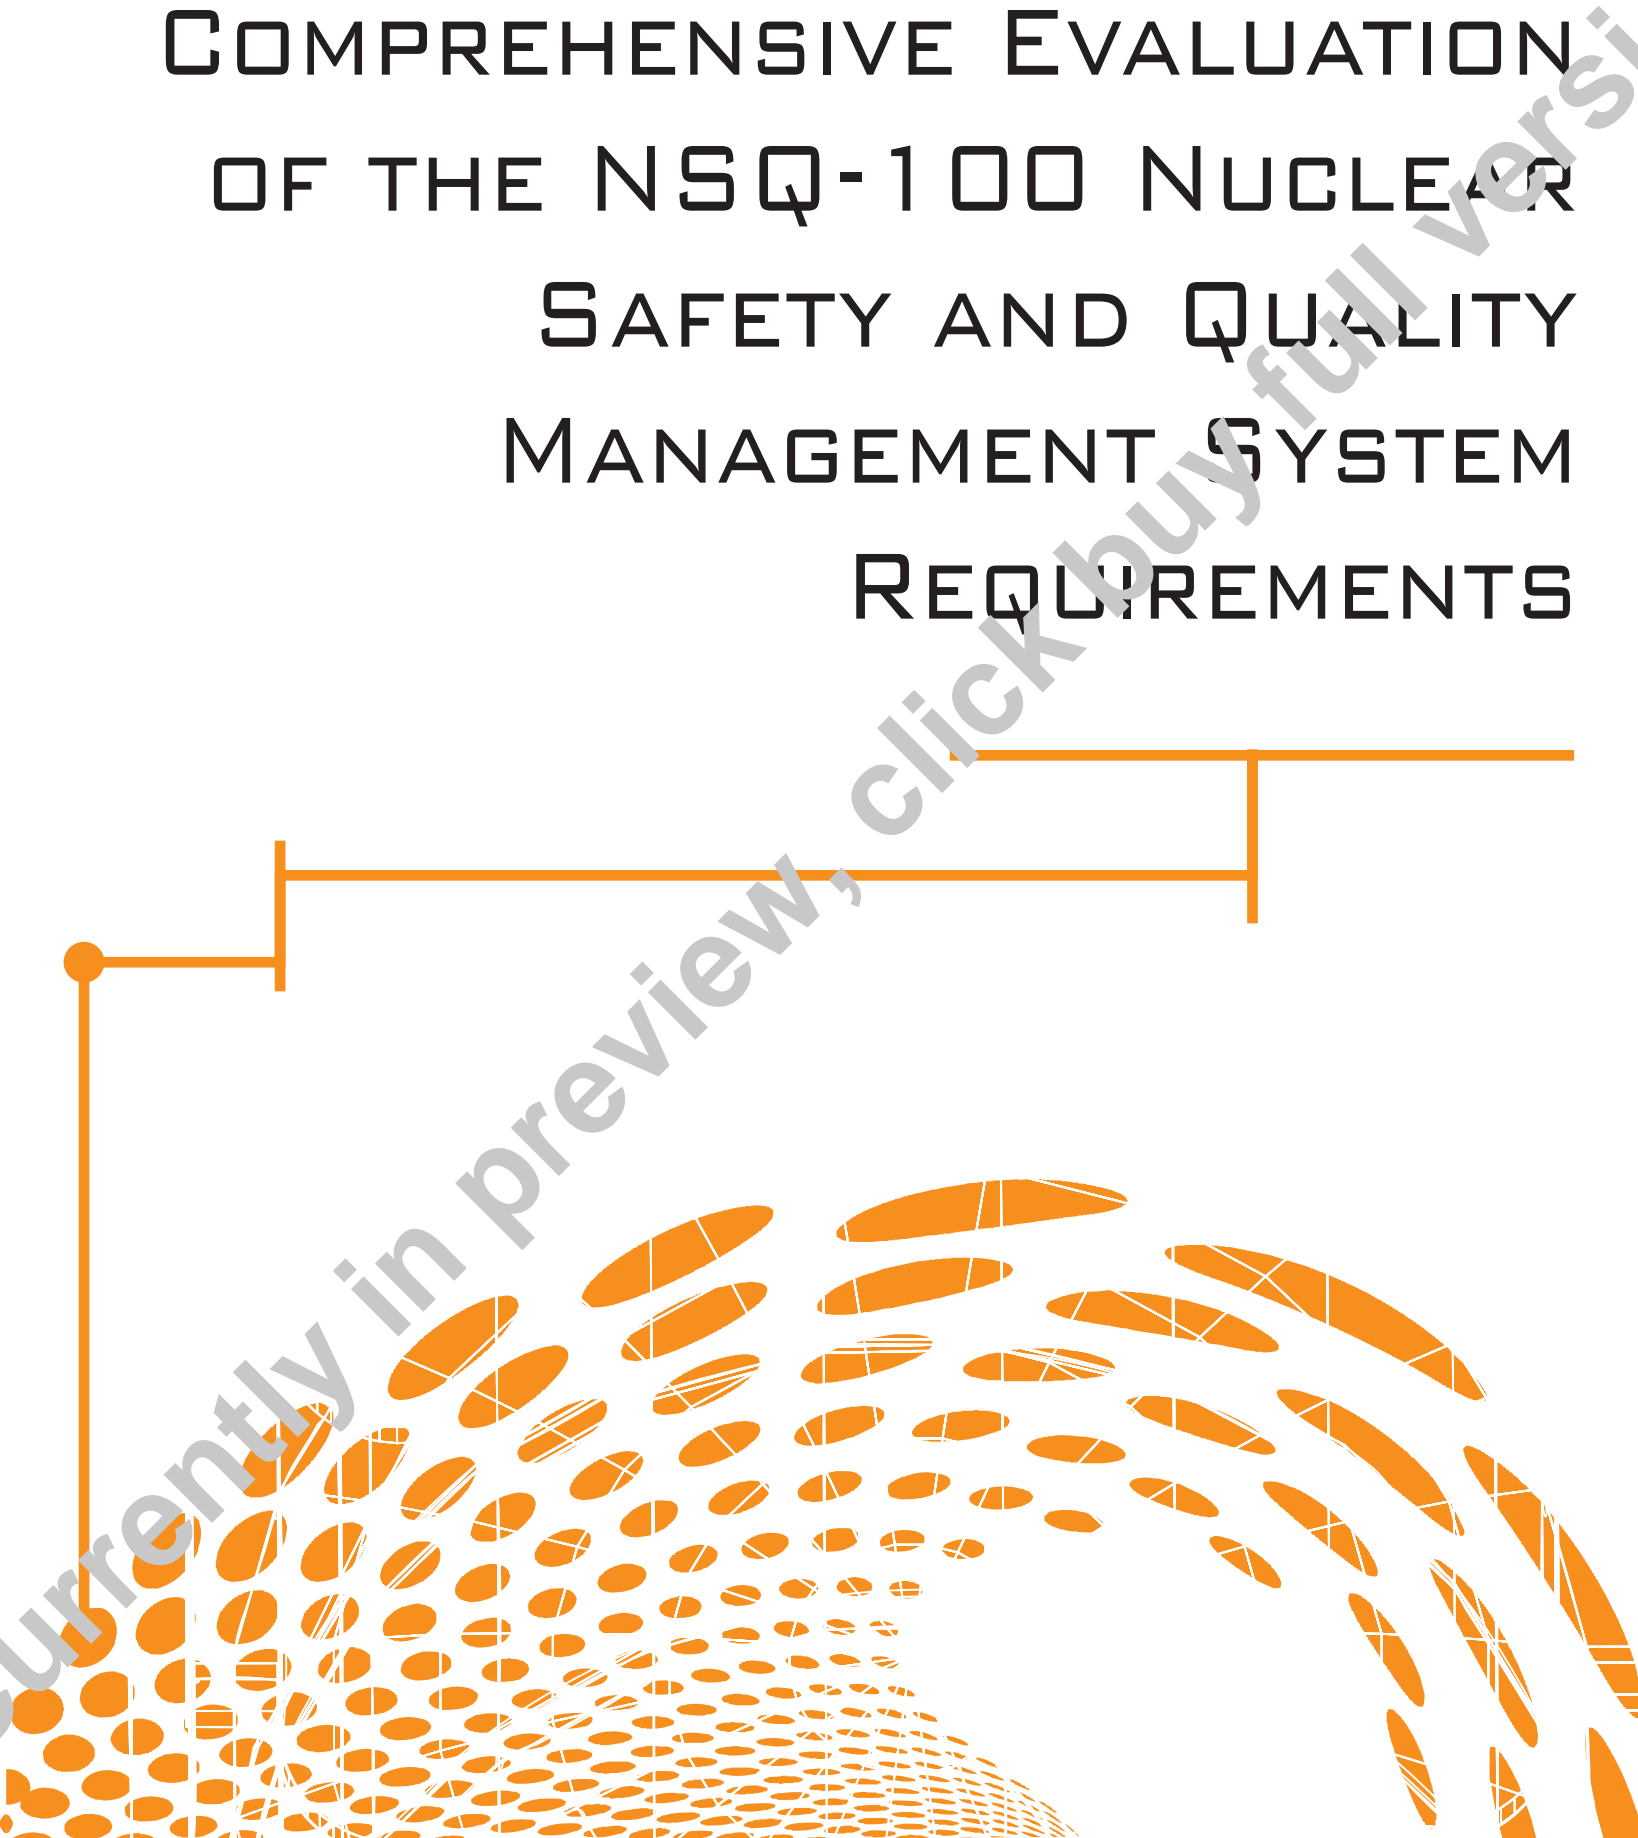 COMPREHENSIVE EVALUATION
OF THE NSQ-100 NUCLEAR
SAFETY AND QUALITY
MANAGEMENT SYSTEM
REQUIREMENTS
currently in preview, click buy full versi